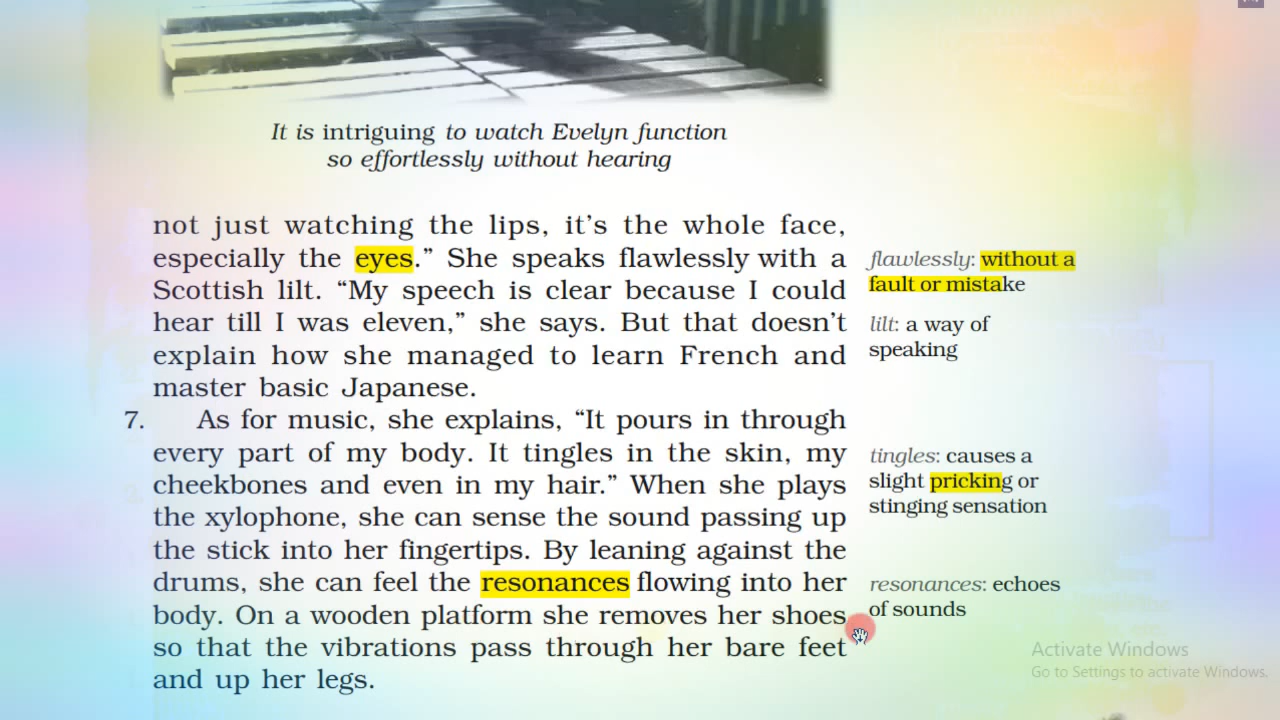 It is intriguing to watch Evelyn function
so effortlessly without hearing
not just watching the lips, it's the whole face,
especially the eyes.” She speaks flawlessly with a
Scottish lilt. “My speech is clear because I could
hear till I was eleven,” she says. But that doesn't
explain how she managed to learn French and
master basic Japanese.
flawlessly: without a
fault or mistake
lilt: a way of
speaking
7. As for music, she explains, “It pours in through
every part of my body. It tingles in the skin, my
cheekbones and even in my hair.” When she plays
the xylophone, she can sense the sound passing up
the stick into her fingertips. By leaning against the
drums, she can feel the resonances flowing into her
body. On a wooden platform she removes her shoes
so that the vibrations pass through her bare feet
and up her legs.
tingles: causes a
slight pricking or
stinging sensation
resonances: echoes
of sounds
Activate Windows
Go to Settings to activate Windows.